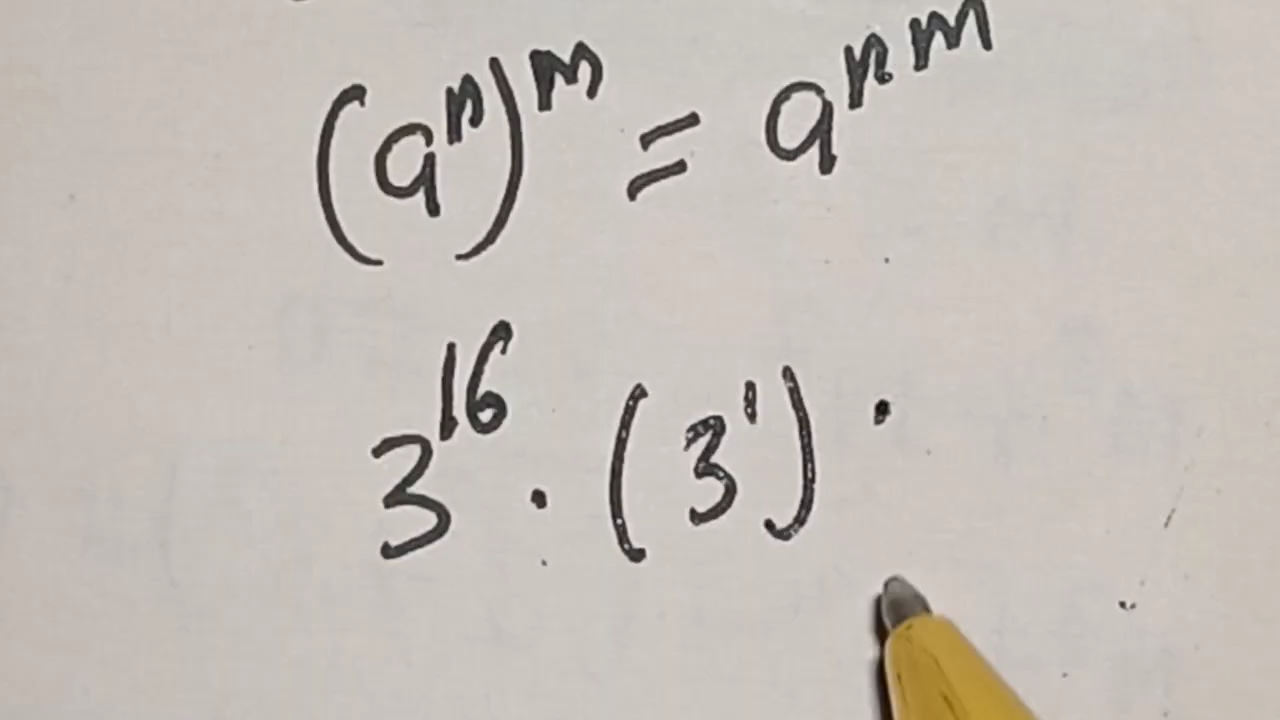 (aⁿ)ᵐ = aⁿᵐ
3¹⁶ · (3¹) ·